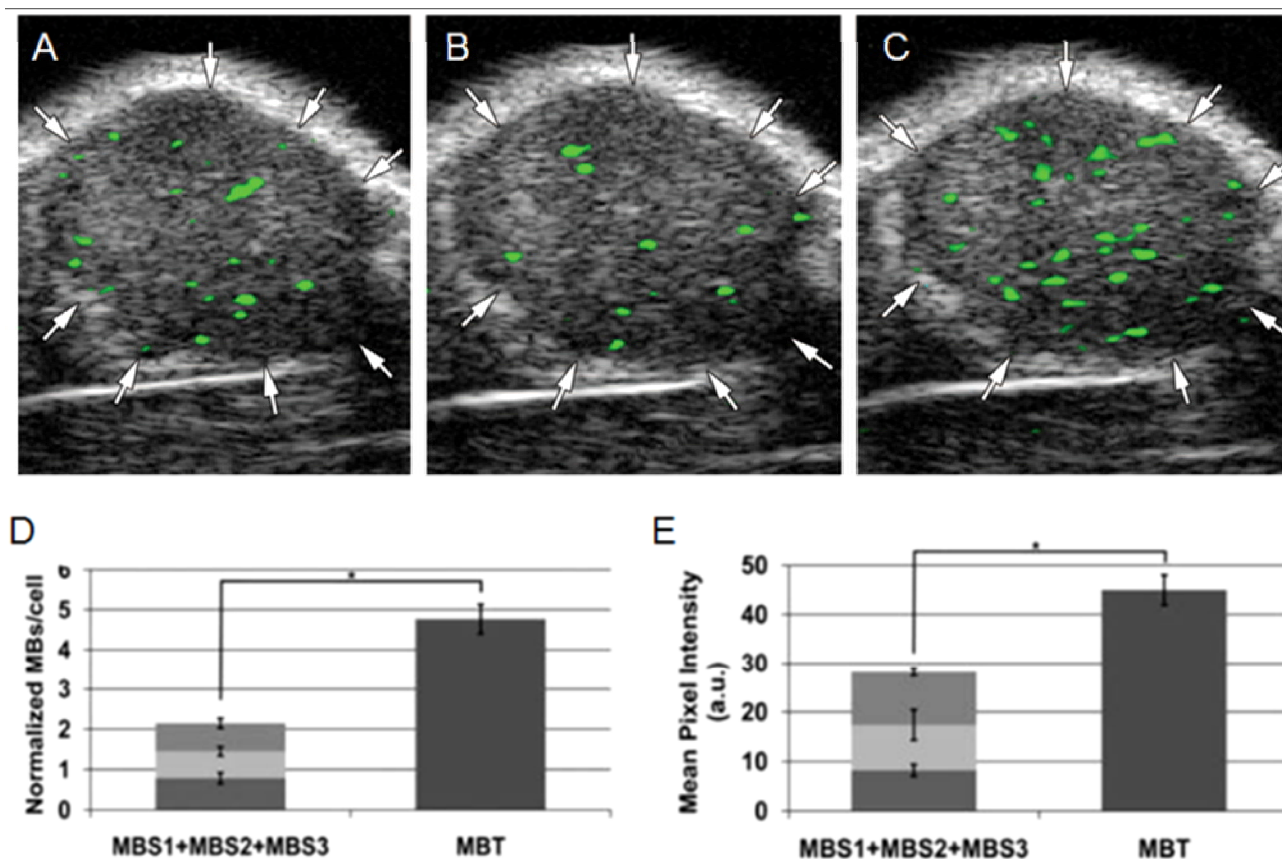 A
B
C
D
Normalized MBs/cell
6
5
4
3
2
1
0
*
MBS1+MBS2+MBS3
MBT
E
Mean Pixel Intensity
(a.u.)
50
40
30
20
10
0
*
MBS1+MBS2+MBS3
MBT